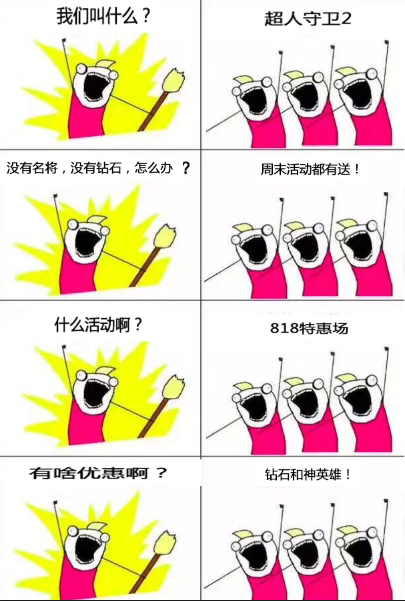 我们叫什么？
超人守卫2
没有名将，没有钻石，怎么办 ？
周末活动都有送！
什么活动啊？
818特惠场
有啥优惠啊？
钻石和神英雄！